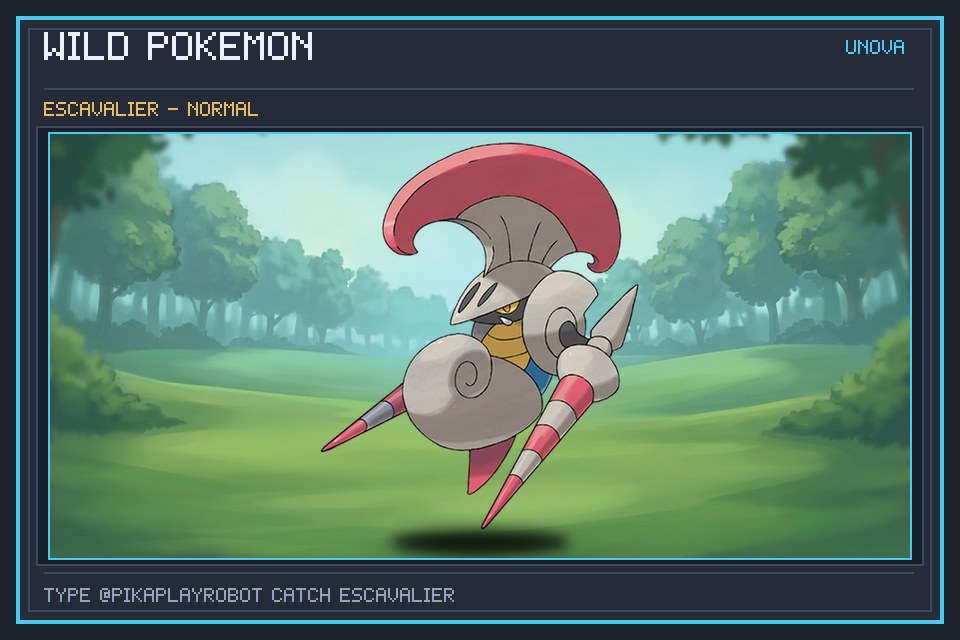 WILD POKEMON
UNOVA
ESCAVALIER - NORMAL
TYPE @PIKAPLAYROBOT CATCH ESCAVALIER